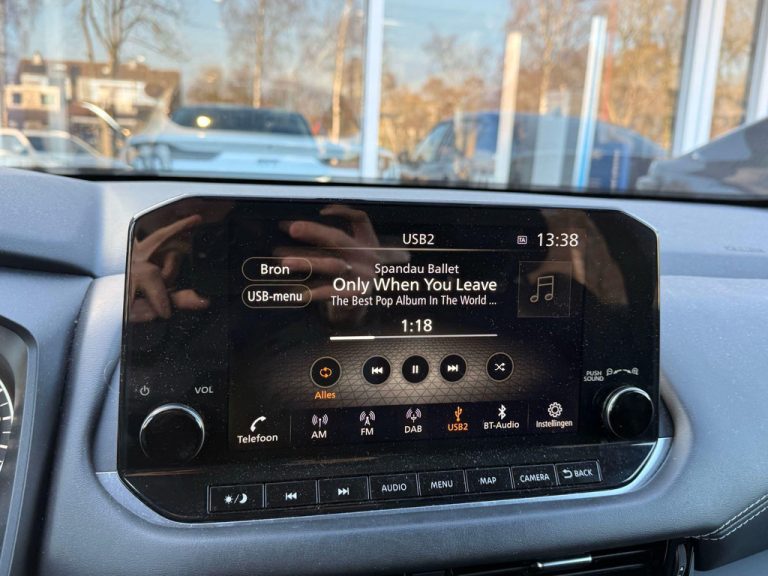 USB2
TA 13:38
Bron
USB-menu
Spandau Ballet
Only When You Leave
The Best Pop Album In The World ...
1:18
Alles
VOL
PUSH
SOUND
Telefoon
AM
FM
DAB
USB2
BT-Audio
Instellingen
AUDIO
MENU
MAP
CAMERA
BACK